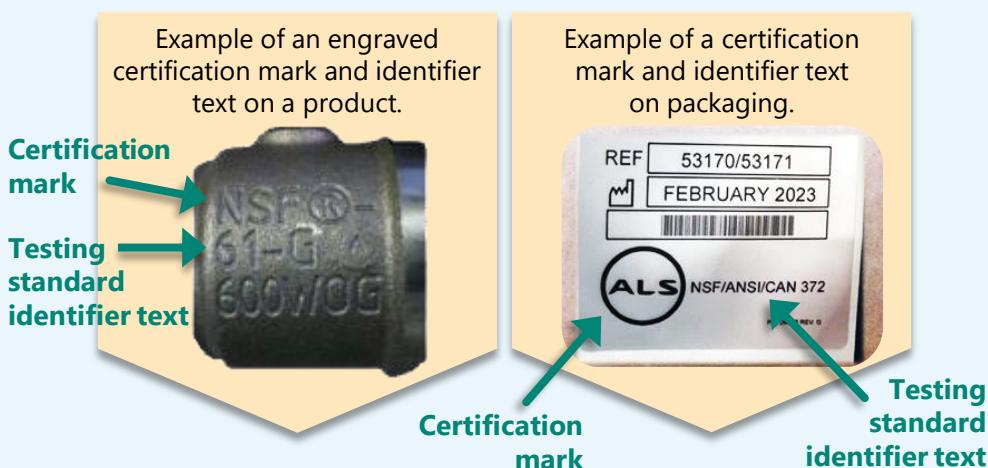 Example of an engraved
certification mark and identifier
text on a product.
Certification
mark
NSF®-
61-G
600WOG
Testing
standard
identifier text
Example of a certification
mark and identifier text
on packaging.
REF 53170/53171
FEBRUARY 2023
ALS NSF/ANSI/CAN 372
REV. G
Certification
mark
Testing
standard
identifier text